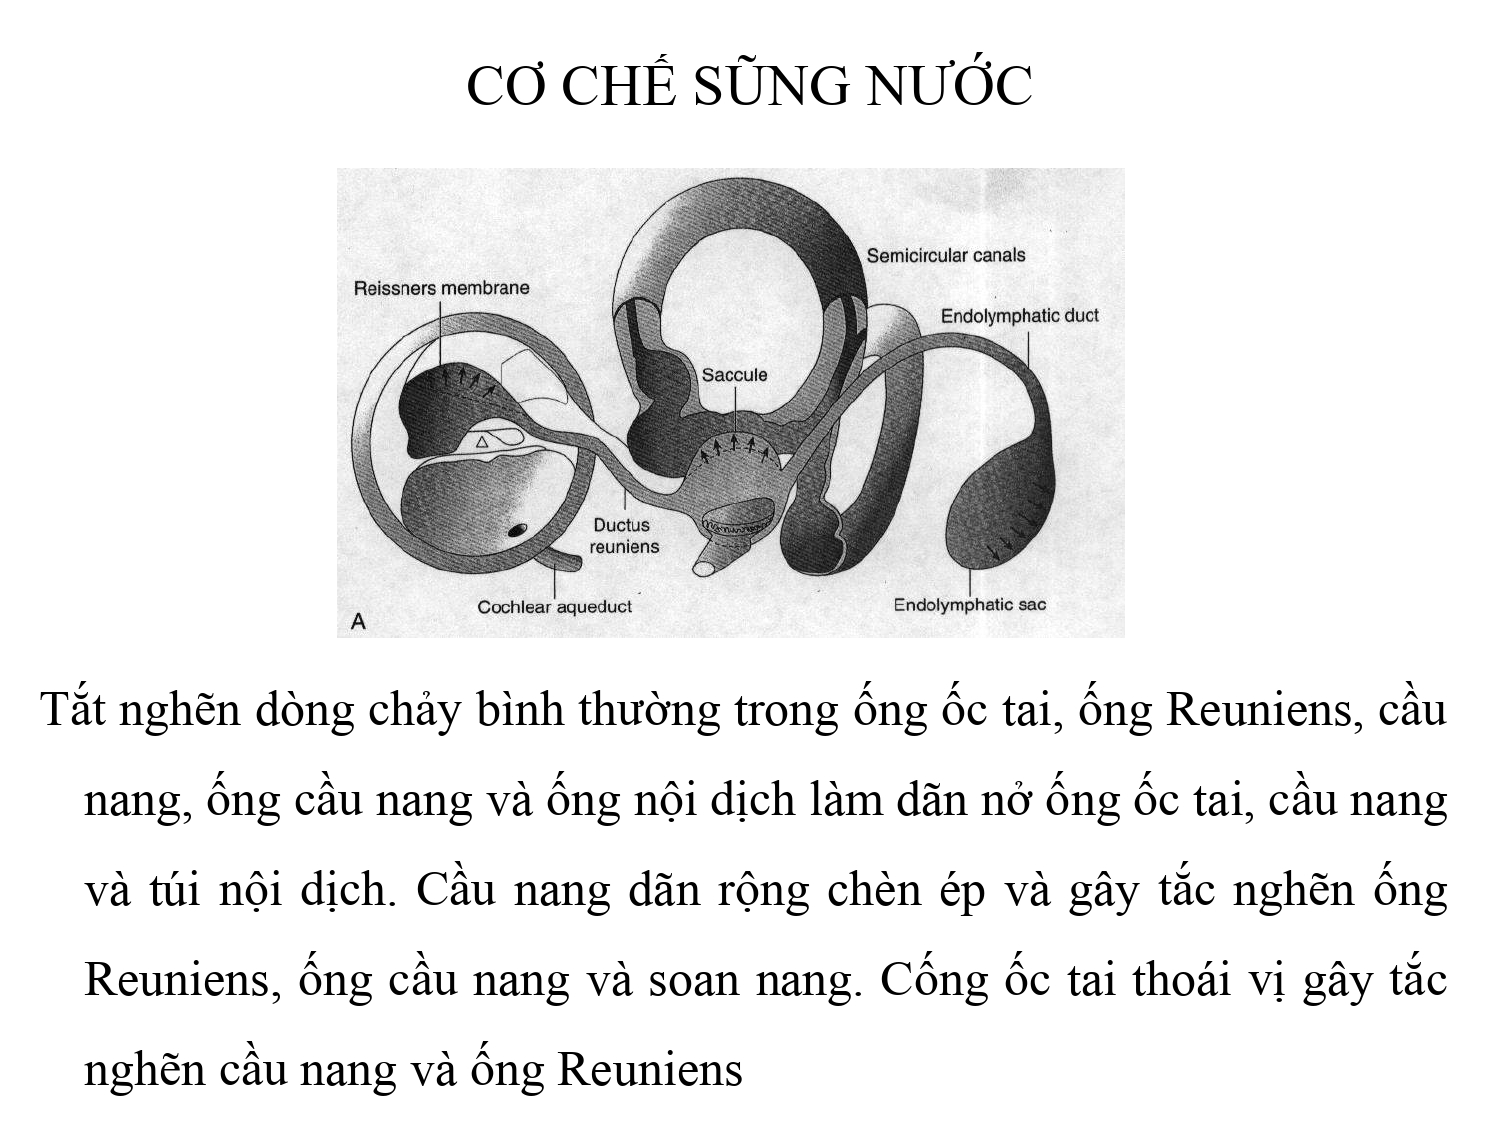 CƠ CHẾ SŨNG NƯỚC
Semicircular canals
Reissners membrane
Endolymphatic duct
Saccule
Ductus
reuniens
Cochlear aqueduct
Endolymphatic sac
A
Tắt nghẽn dòng chảy bình thường trong ống ốc tai, ống Reuniens, cầu
nang, ống cầu nang và ống nội dịch làm dãn nở ống ốc tai, cầu nang
và túi nội dịch. Cầu nang dãn rộng chèn ép và gây tắc nghẽn ống
Reuniens, ống cầu nang và soan nang. Cống ốc tai thoái vị gây tắc
nghẽn cầu nang và ống Reuniens